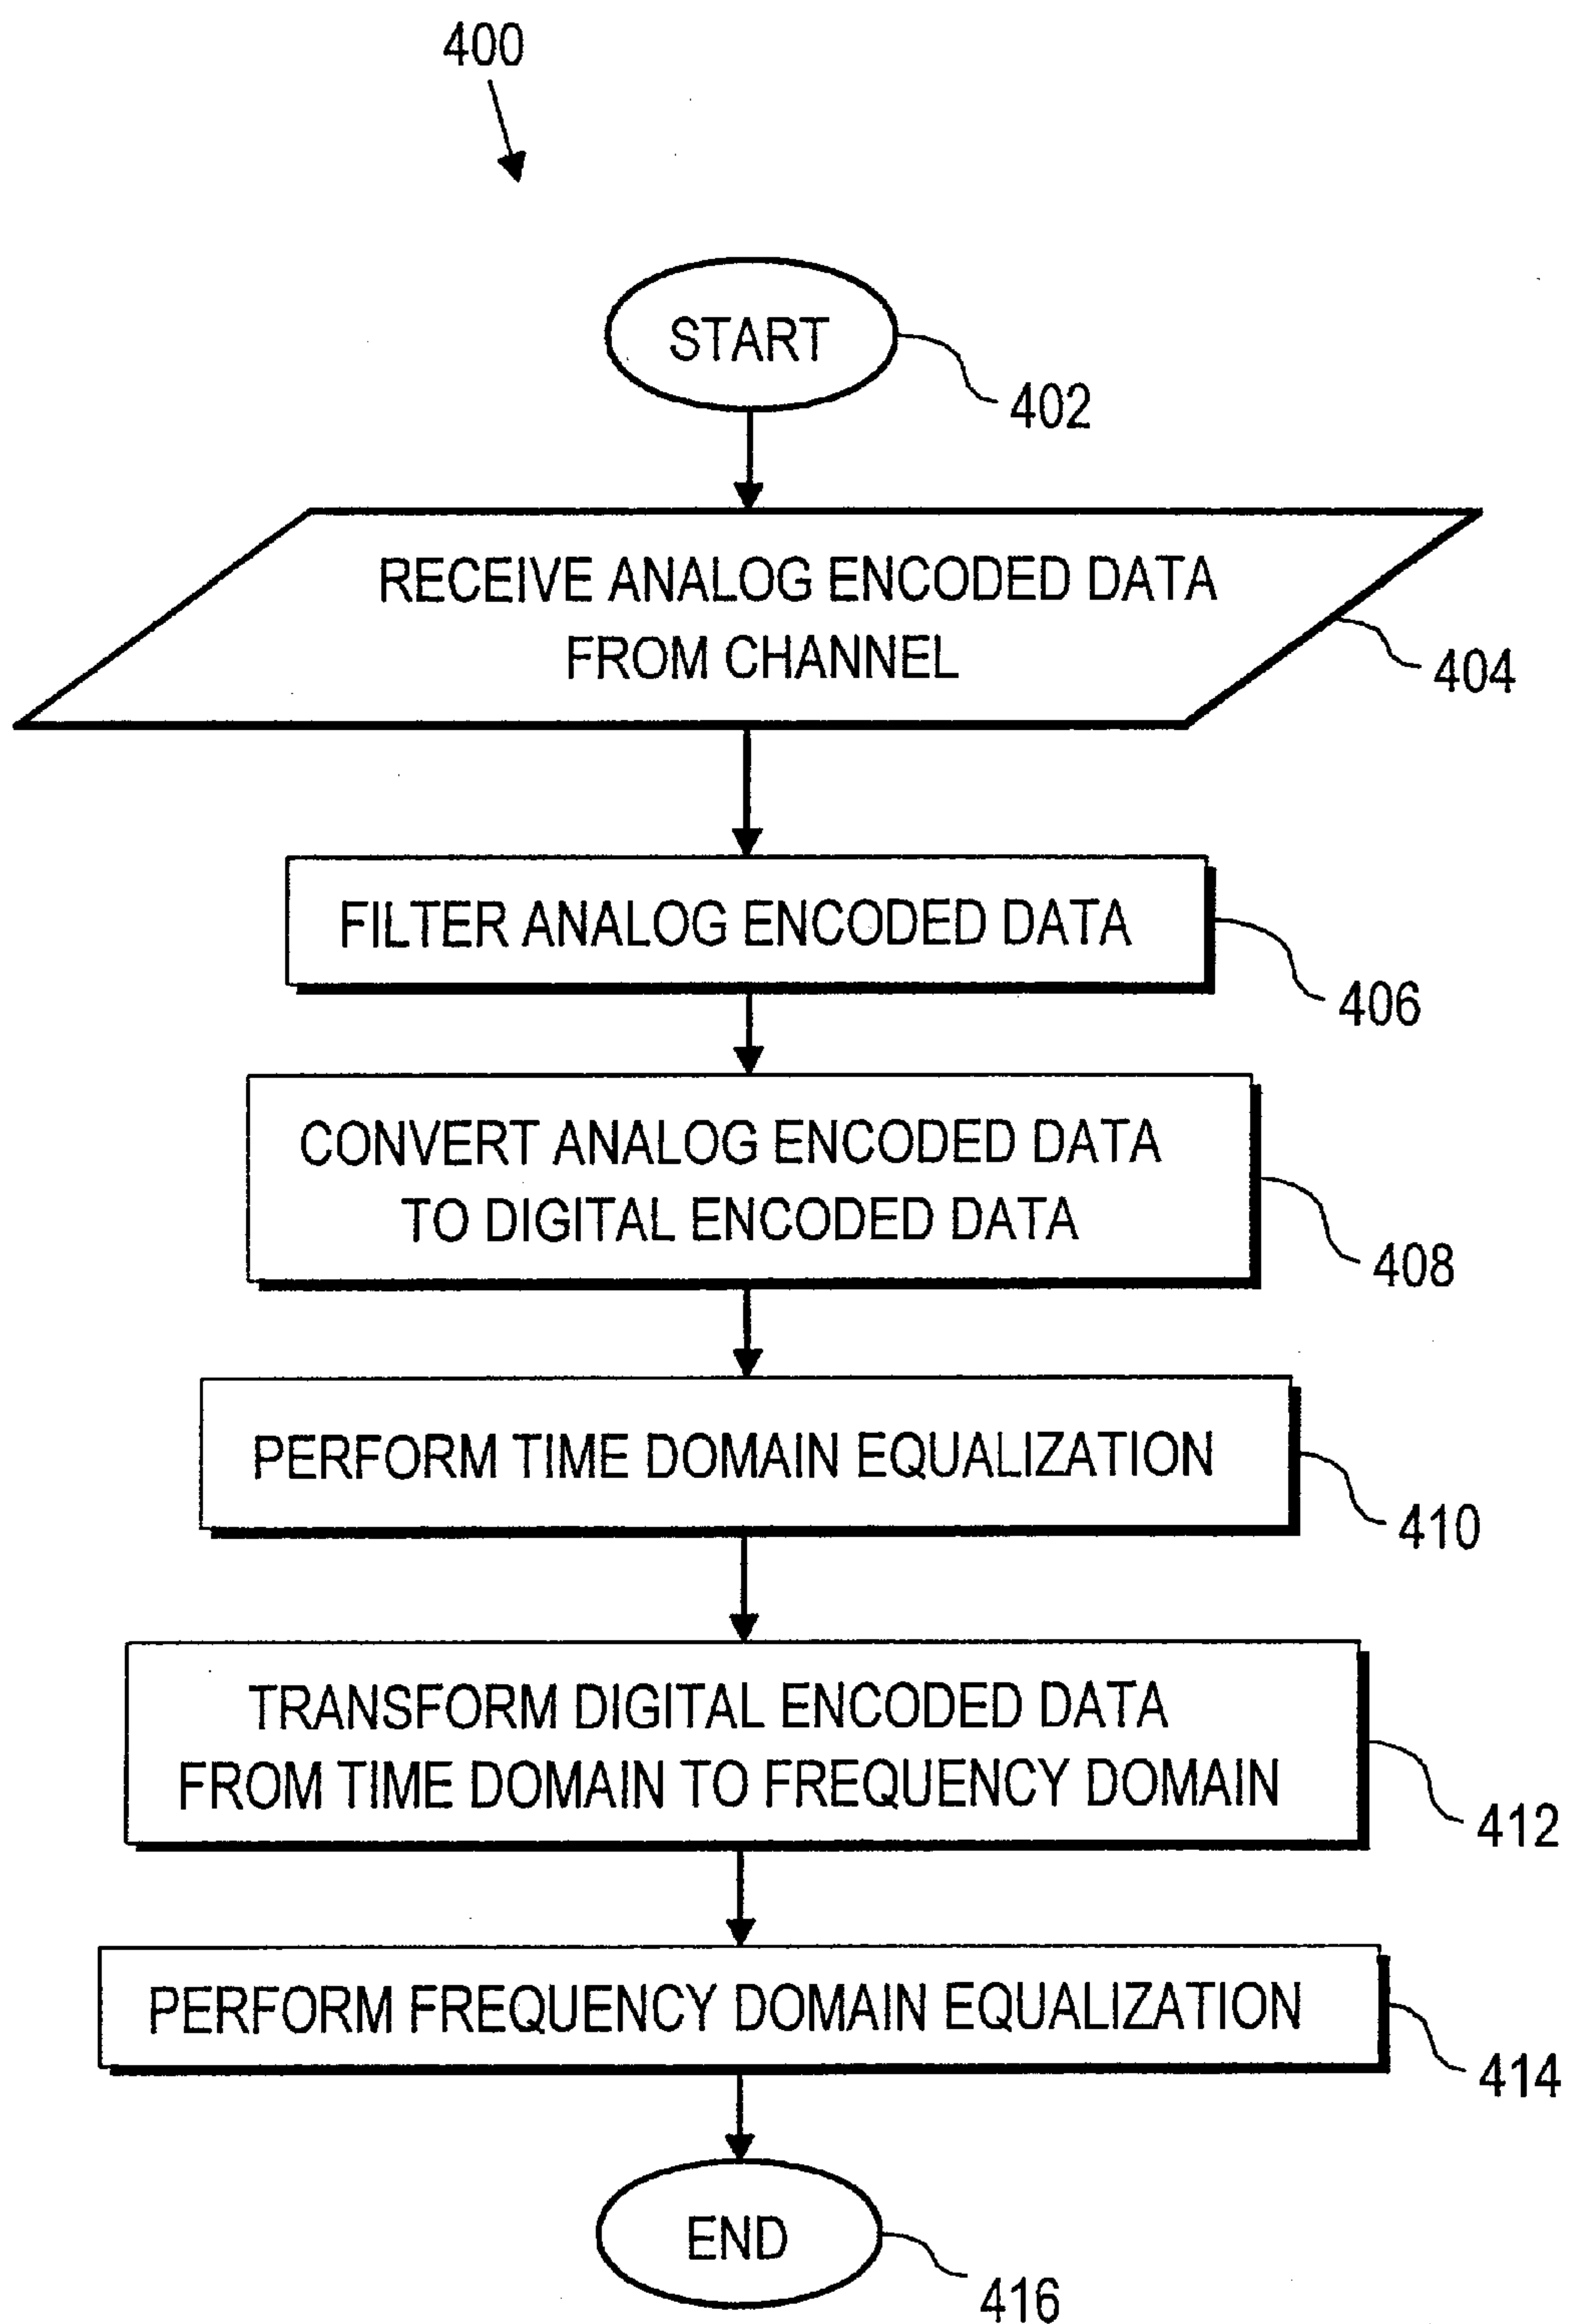 400
START
402
RECEIVE ANALOG ENCODED DATA
FROM CHANNEL
404
FILTER ANALOG ENCODED DATA
406
CONVERT ANALOG ENCODED DATA
TO DIGITAL ENCODED DATA
408
PERFORM TIME DOMAIN EQUALIZATION
410
TRANSFORM DIGITAL ENCODED DATA
FROM TIME DOMAIN TO FREQUENCY DOMAIN
412
PERFORM FREQUENCY DOMAIN EQUALIZATION
414
END
416